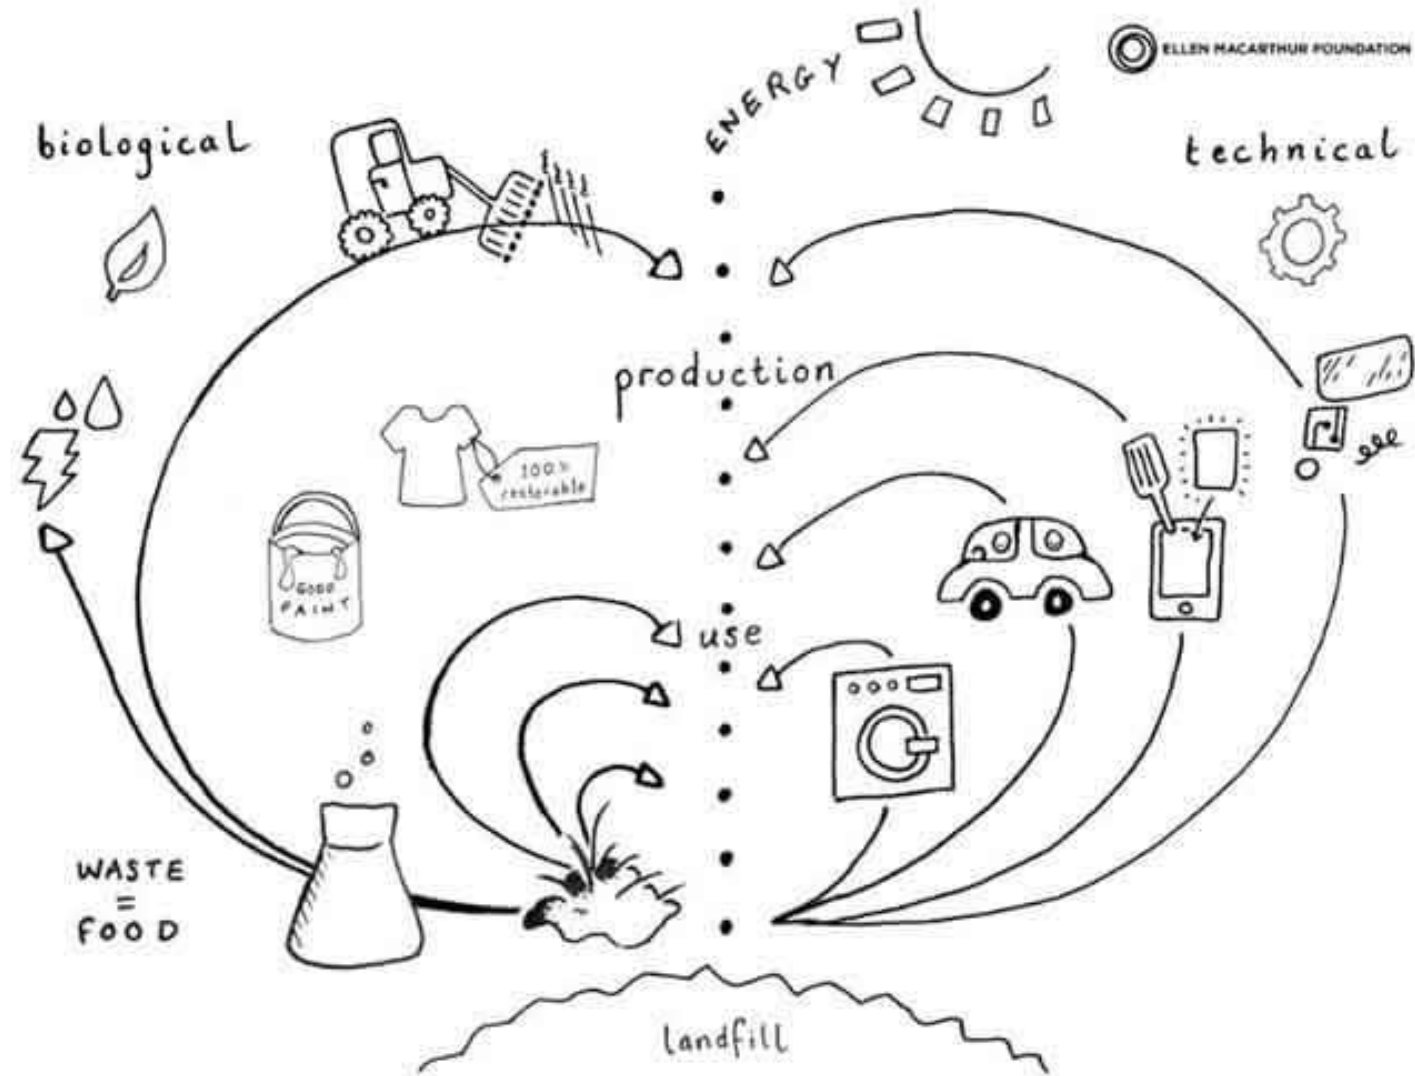 ELLEN MACARTHUR FOUNDATION
ENERGY
biological
technical
production
100%
restorable
GOOD
PAINT
use
WASTE
=
FOOD
landfill